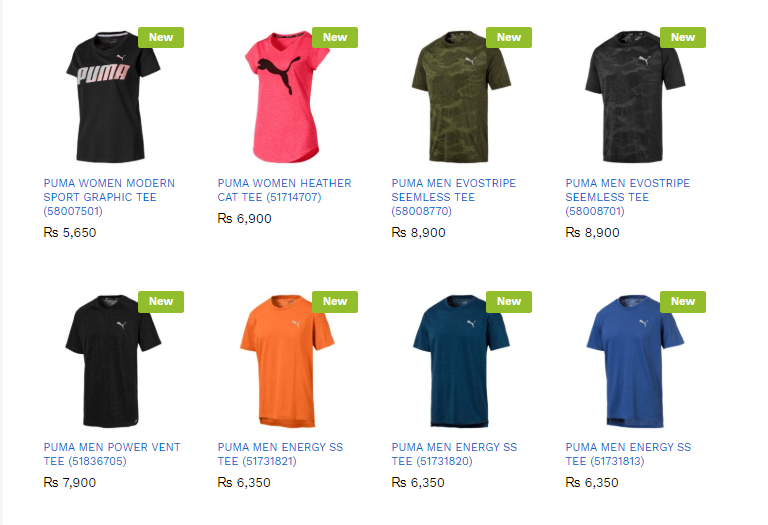 New
New
New
New
PUMA
PUMA WOMEN MODERN
SPORT GRAPHIC TEE
(58007501)
₨ 5,650
PUMA WOMEN HEATHER
CAT TEE (51714707)
₨ 6,900
PUMA MEN EVOSTRIPE
SEEMLESS TEE
(58008770)
₨ 8,900
PUMA MEN EVOSTRIPE
SEEMLESS TEE
(58008701)
₨ 8,900
New
New
New
New
PUMA MEN POWER VENT
TEE (51836705)
₨ 7,900
PUMA MEN ENERGY SS
TEE (51731821)
₨ 6,350
PUMA MEN ENERGY SS
TEE (51731820)
₨ 6,350
PUMA MEN ENERGY SS
TEE (51731813)
₨ 6,350